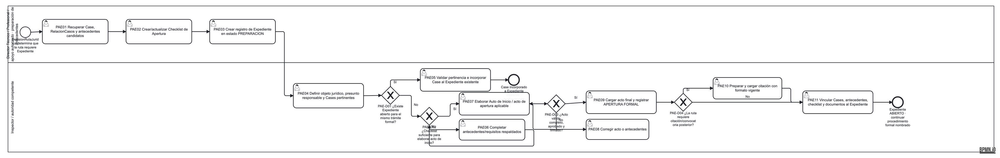 Director Técnico / Profesional /
apoyo autorizado · preparación de
antecedentes
la ruta requiere
Expediente
PAE01 Recuperar Case,
RelacionCasos y antecedentes
candidatos
PAE02 Crear/actualizar Checklist de
Apertura
PAE03 Crear registro de Expediente
en estado PREPARACION
Inspector / autoridad competente
PAE04 Definir objeto jurídico, presunto
responsable y Cases pertinentes
PAE-D01 ¿Existe
Expediente
abierto para el
mismo trámite
formal?
Sí
No
PAE05 Validar pertinencia e incorporar
Case al Expediente existente
Case incorporado
a Expediente
¿Checklist
suficiente para
elaborar acto de
inicio?
Sí
No
PAE07 Elaborar Auto de Inicio / acto de
apertura aplicable
PAE06 Completar
antecedentes/requisitos respaldados
PAE-D03 ¿Acto
válido,
completo,
aprobado y
firmado?
Sí
No
PAE09 Cargar acto final y registrar
APERTURA FORMAL
PAE08 Corregir acto o antecedentes
PAE-D04 ¿La ruta
requiere
citación/convocat
oria posterior?
Sí
No
PAE10 Preparar y cargar citación con
formato vigente
PAE11 Vincular Cases, antecedentes,
checklist y documentos al Expediente
Expediente
ABIERTO ·
continuar
procedimiento
formal nombrado
BPMN.iO